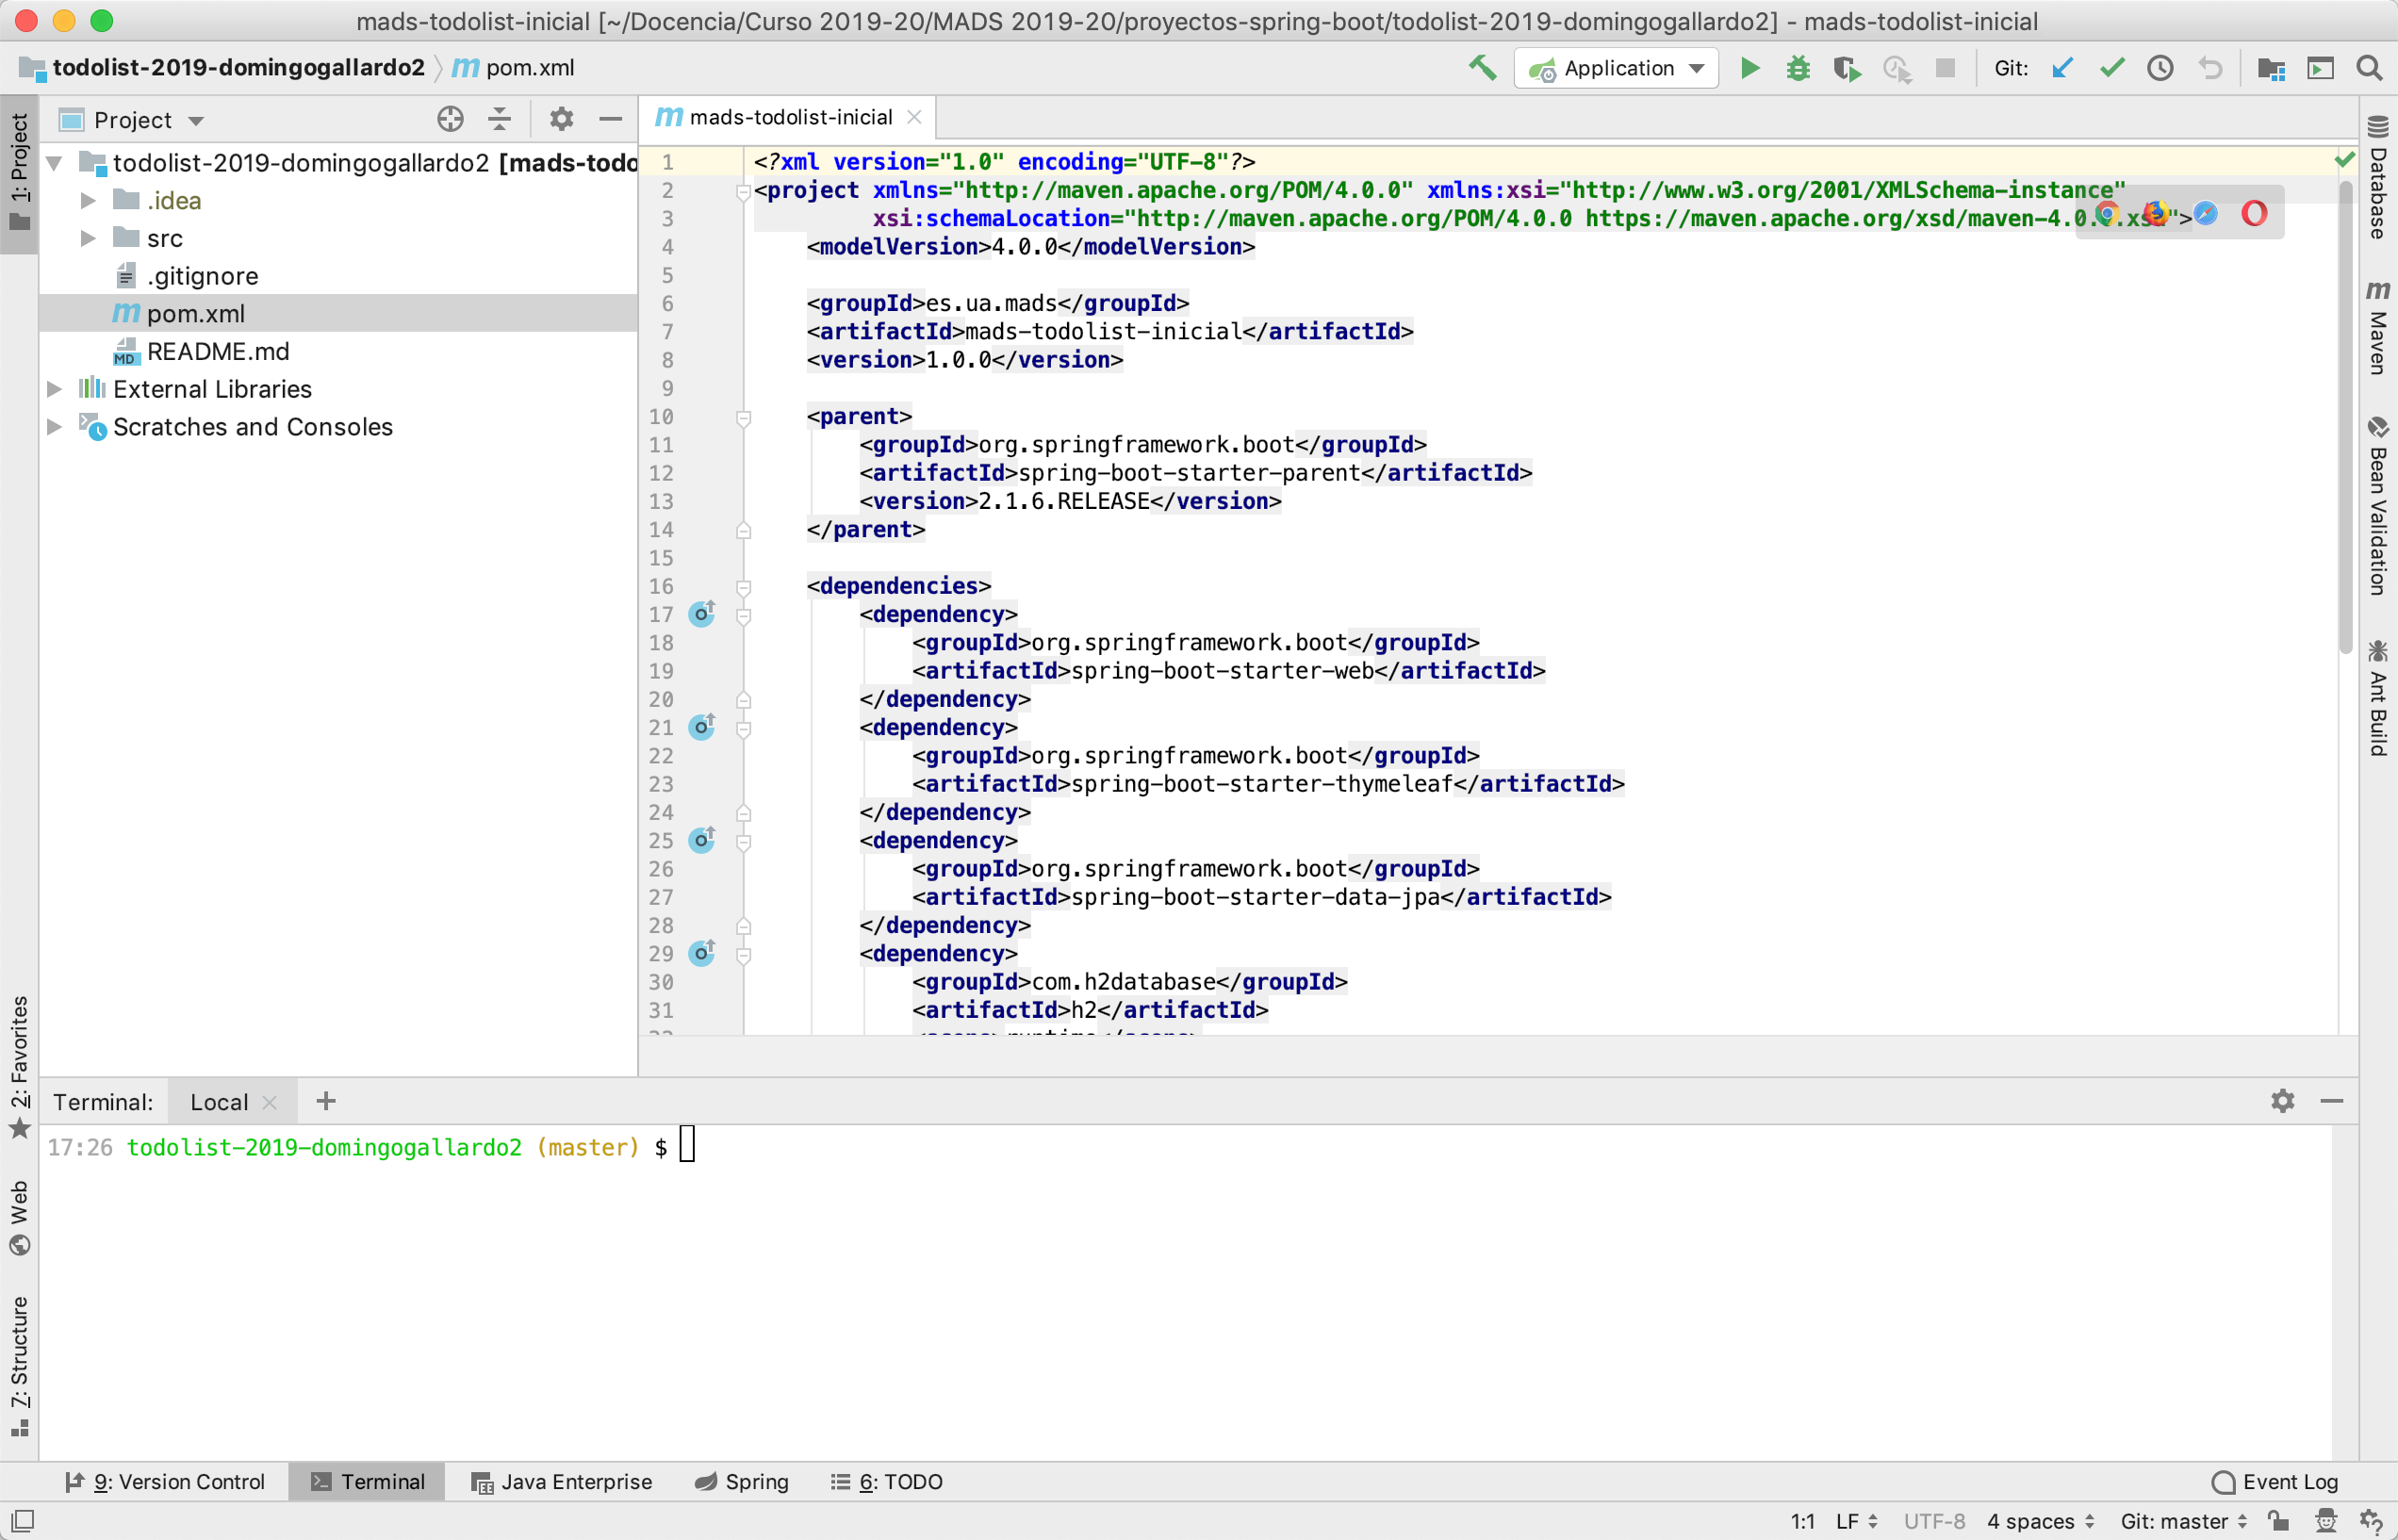 mads-todolist-inicial [~/Docencia/Curso 2019-20/MADS 2019-20/proyectos-spring-boot/todolist-2019-domingogallardo2] - mads-todolist-inicial
todolist-2019-domingogallardo2 m pom.xml
Application
Git:
1: Project
Project
todolist-2019-domingogallardo2 [mads-todo
.idea
src
.gitignore
m pom.xml
MD README.md
External Libraries
Scratches and Consoles
m mads-todolist-inicial
1 <?xml version="1.0" encoding="UTF-8"?>
2 <project xmlns="http://maven.apache.org/POM/4.0.0" xmlns:xsi="http://www.w3.org/2001/XMLSchema-instance"
3 xsi:schemaLocation="http://maven.apache.org/POM/4.0.0 https://maven.apache.org/xsd/maven-4.0.0.xsd">
4 <modelVersion>4.0.0</modelVersion>
5
6 <groupId>es.ua.mads</groupId>
7 <artifactId>mads-todolist-inicial</artifactId>
8 <version>1.0.0</version>
9
10 <parent>
11 <groupId>org.springframework.boot</groupId>
12 <artifactId>spring-boot-starter-parent</artifactId>
13 <version>2.1.6.RELEASE</version>
14 </parent>
15
16 <dependencies>
17 <dependency>
18 <groupId>org.springframework.boot</groupId>
19 <artifactId>spring-boot-starter-web</artifactId>
20 </dependency>
21 <dependency>
22 <groupId>org.springframework.boot</groupId>
23 <artifactId>spring-boot-starter-thymeleaf</artifactId>
24 </dependency>
25 <dependency>
26 <groupId>org.springframework.boot</groupId>
27 <artifactId>spring-boot-starter-data-jpa</artifactId>
28 </dependency>
29 <dependency>
30 <groupId>com.h2database</groupId>
31 <artifactId>h2</artifactId>
Database
m Maven
Bean Validation
Ant Build
2: Favorites
Web
7: Structure
Terminal: Local
17:26 todolist-2019-domingogallardo2 (master) $
9: Version Control Terminal Java Enterprise Spring 6: TODO Event Log
1:1 LF UTF-8 4 spaces Git: master